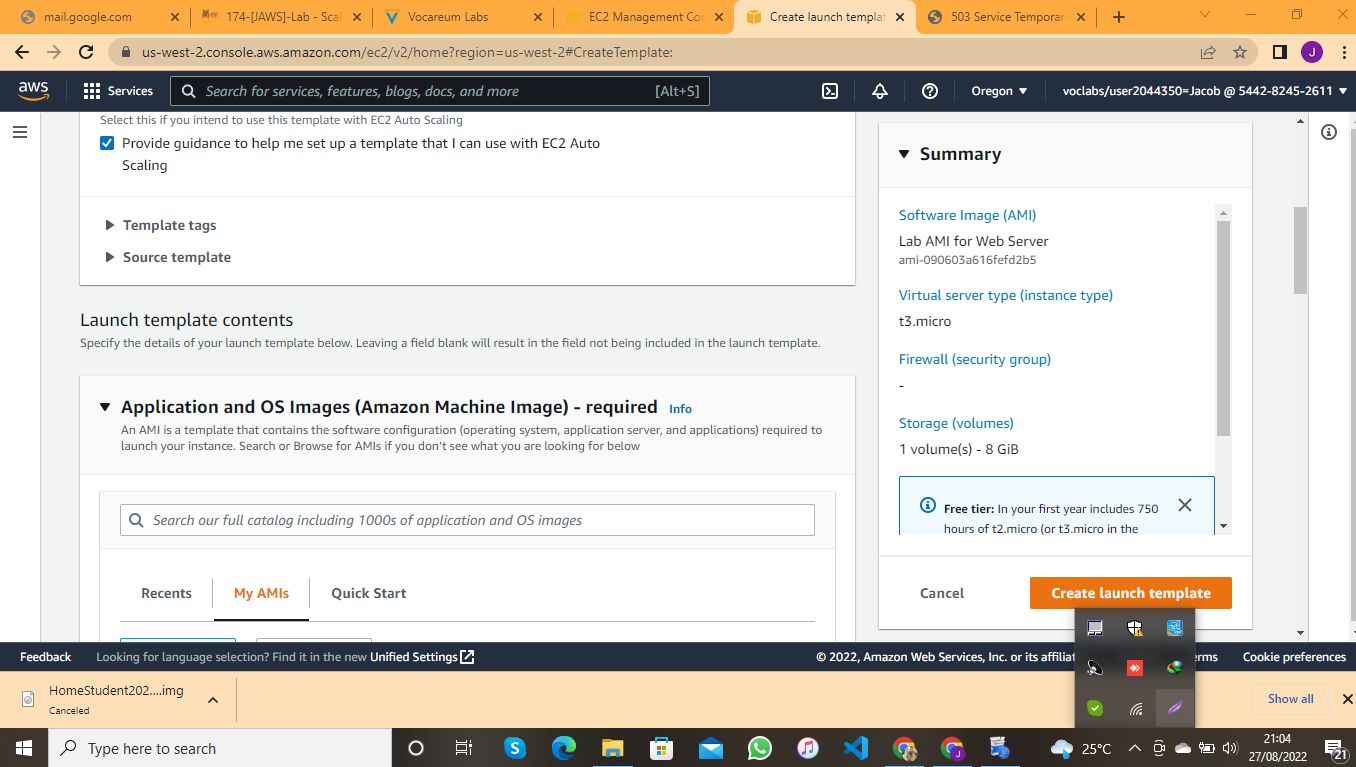 mail.google.com
174-[JAWS]-Lab - Scal
Vocareum Labs
EC2 Management Con
Create launch templat
503 Service Temporar
us-west-2.console.aws.amazon.com/ec2/v2/home?region=us-west-2#CreateTemplate:
J
aws
Services
Search for services, features, blogs, docs, and more
[Alt+S]
Oregon
voclabs/user2044350=Jacob @ 5442-8245-2611
Select this if you intend to use this template with EC2 Auto Scaling
Provide guidance to help me set up a template that I can use with EC2 Auto
Scaling
Template tags
Source template
Launch template contents
Specify the details of your launch template below. Leaving a field blank will result in the field not being included in the launch template.
Application and OS Images (Amazon Machine Image) - required Info
An AMI is a template that contains the software configuration (operating system, application server, and applications) required to
launch your instance. Search or Browse for AMIs if you don't see what you are looking for below
Search our full catalog including 1000s of application and OS images
Recents
My AMIs
Quick Start
Summary
Software Image (AMI)
Lab AMI for Web Server
ami-090603a616fefd2b5
Virtual server type (instance type)
t3.micro
Firewall (security group)
-
Storage (volumes)
1 volume(s) - 8 GiB
Free tier: In your first year includes 750
hours of t2.micro (or t3.micro in the
Cancel
Create launch template
Feedback
Looking for language selection? Find it in the new Unified Settings
© 2022, Amazon Web Services, Inc. or its affiliat
erms
Cookie preferences
HomeStudent202....img
Canceled
Show all
Type here to search
25°C
21:04
27/08/2022
21